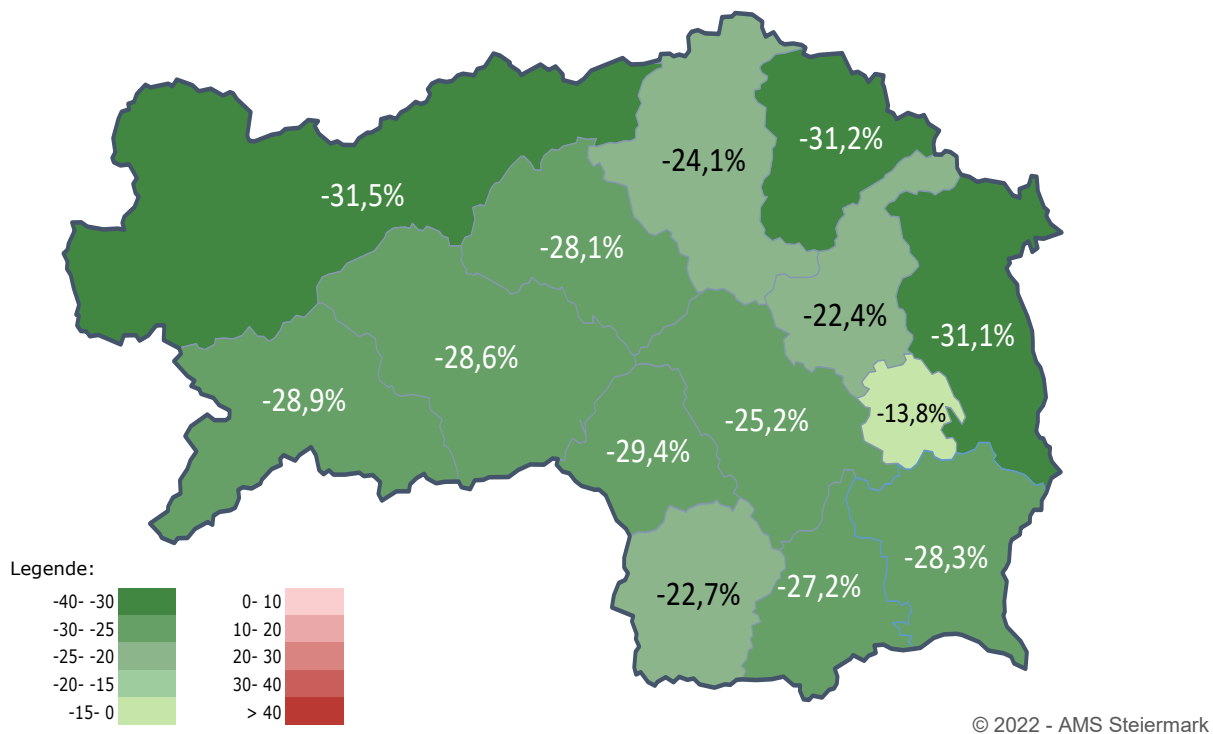 -24,1%
-31,2%
-31,5%
-28,1%
-22,4%
-31,1%
-28,6%
-28,9%
-13,8%
-25,2%
-29,4%
-28,3%
-22,7%
-27,2%
Legende:
-40- -30 0- 10
-30- -25 10- 20
-25- -20 20- 30
-20- -15 30- 40
-15- 0 > 40
© 2022 - AMS Steiermark